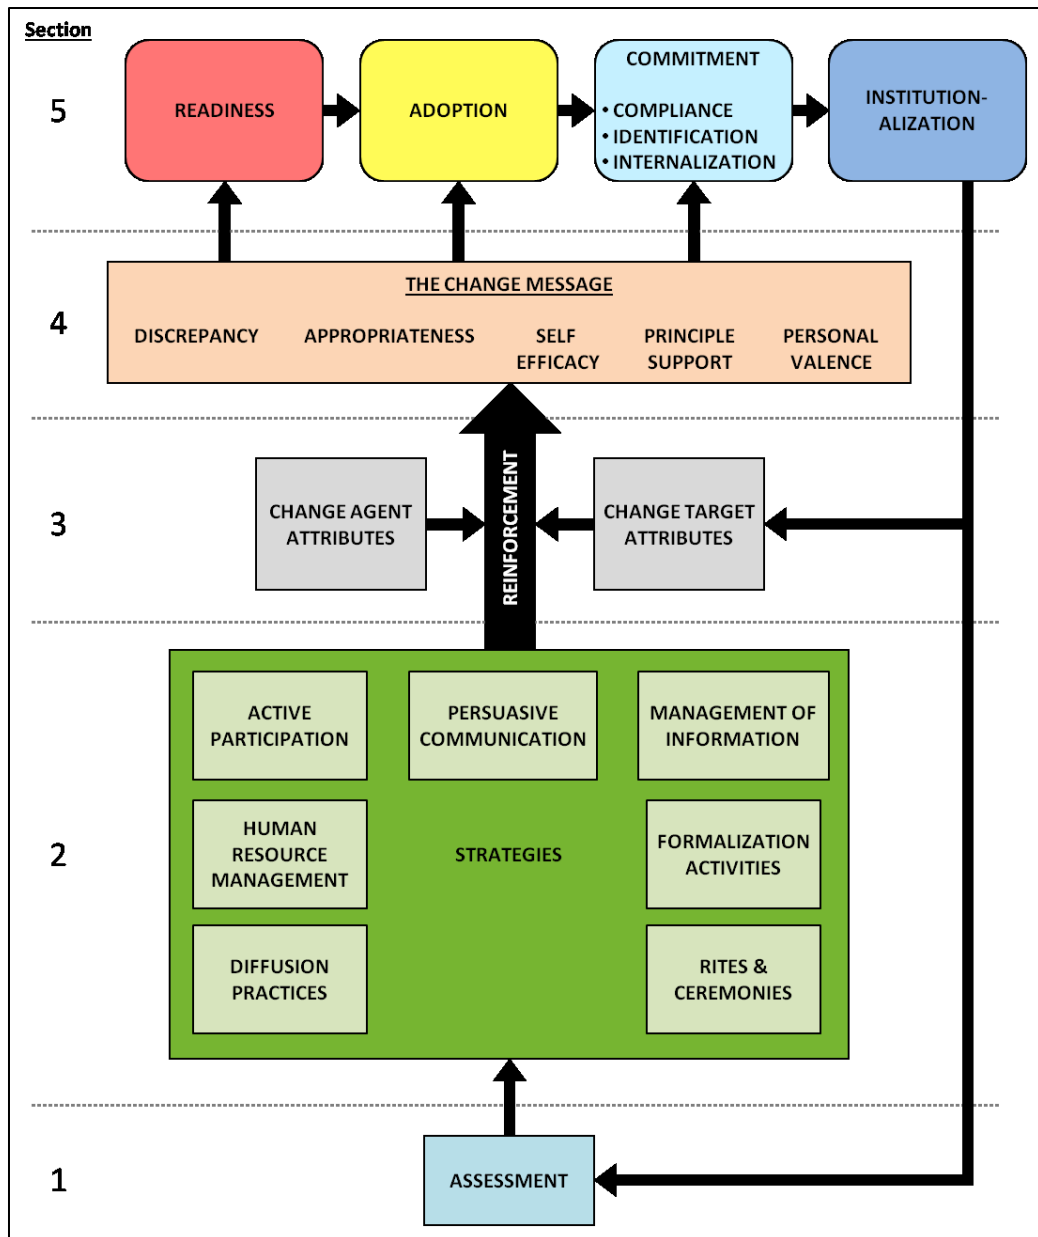 Section
5
READINESS
ADOPTION
COMMITMENT
• COMPLIANCE
• IDENTIFICATION
• INTERNALIZATION
INSTITUTION-
ALIZATION
4
THE CHANGE MESSAGE
DISCREPANCY
APPROPRIATENESS
SELF
EFFICACY
PRINCIPLE
SUPPORT
PERSONAL
VALENCE
3
CHANGE AGENT
ATTRIBUTES
REINFORCEMENT
CHANGE TARGET
ATTRIBUTES
2
ACTIVE
PARTICIPATION
PERSUASIVE
COMMUNICATION
MANAGEMENT OF
INFORMATION
HUMAN
RESOURCE
MANAGEMENT
STRATEGIES
FORMALIZATION
ACTIVITIES
DIFFUSION
PRACTICES
RITES &
CEREMONIES
1
ASSESSMENT